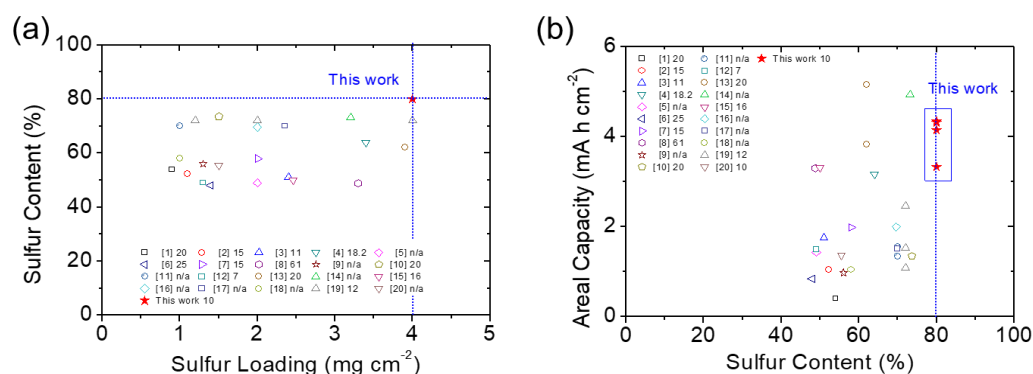 (a)
100
80
60
40
20
0
Sulfur Content (%)
This work
[1] 20 [2] 15 [3] 11 [4] 18.2 [5] n/a
[6] 25 [7] 15 [8] 61 [9] n/a [10] 20
[11] n/a [12] 7 [13] 20 [14] n/a [15] 16
[16] n/a [17] n/a [18] n/a [19] 12 [20] n/a
This work 10
0 1 2 3 4 5
Sulfur Loading (mg cm-2)
(b)
6
4
2
0
Areal Capacity (mA h cm-2)
[1] 20 [11] n/a This work 10
[2] 15 [12] 7
[3] 11 [13] 20
[4] 18.2 [14] n/a
[5] n/a [15] 16
[6] 25 [16] n/a
[7] 15 [17] n/a
[8] 61 [18] n/a
[9] n/a [19] 12
[10] 20 [20] 10
This work
0 20 40 60 80 100
Sulfur Content (%)